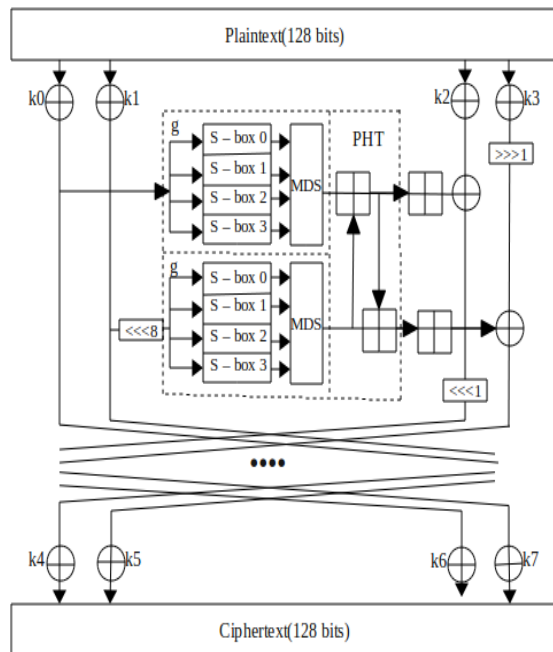 Plaintext(128 bits)
k0
k1
k2
k3
>>>1
g
S – box 0
S – box 1
S – box 2
S – box 3
MDS
PHT
g
S – box 0
S – box 1
S – box 2
S – box 3
MDS
<<<8
<<<1
k4
k5
k6
k7
Ciphertext(128 bits)